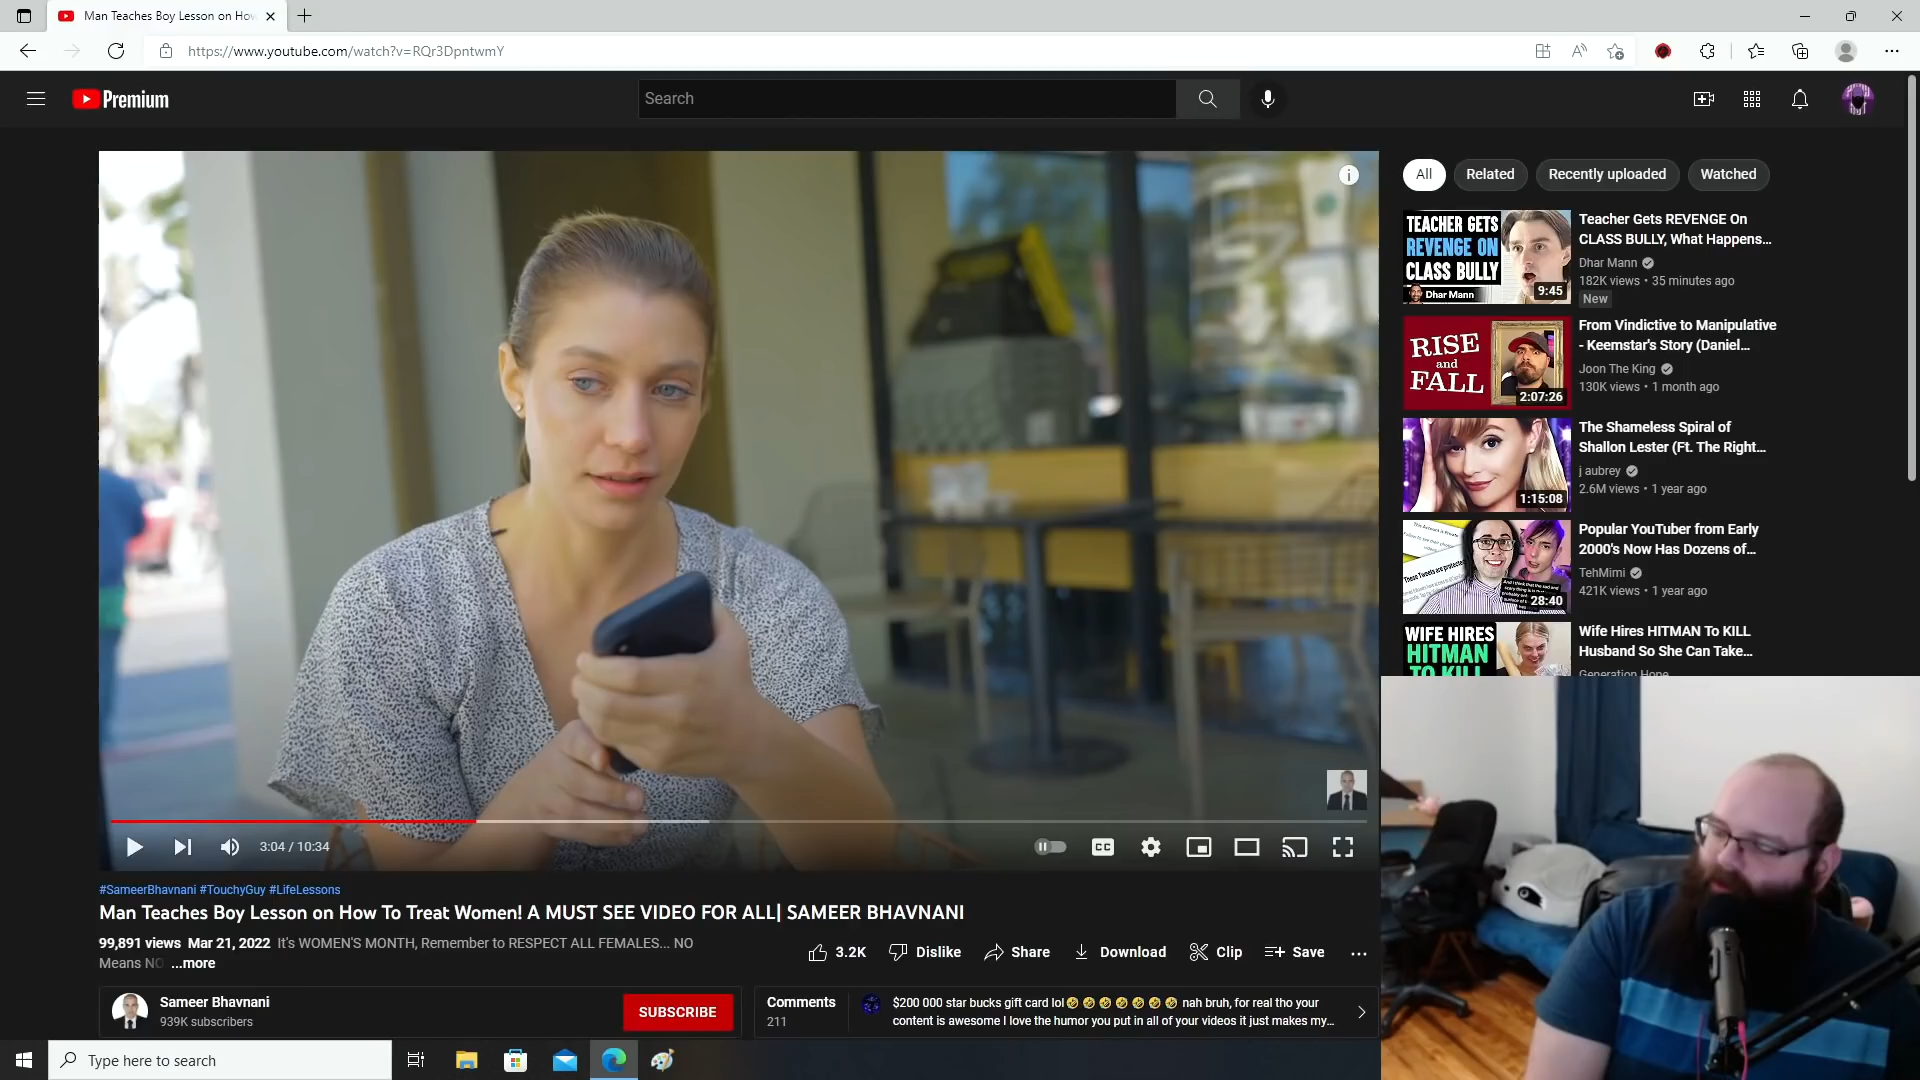 Man Teaches Boy Lesson on How
https://www.youtube.com/watch?v=RQr3DpntwmY
Premium
Search
All
Related
Recently uploaded
Watched
TEACHER GETS
REVENGE ON
CLASS BULLY
Dhar Mann
9:45
Teacher Gets REVENGE On
CLASS BULLY, What Happens...
Dhar Mann
182K views • 35 minutes ago
New
RISE
and
FALL
2:07:26
From Vindictive to Manipulative
- Keemstar's Story (Daniel...
Joon The King
130K views • 1 month ago
1:15:08
The Shameless Spiral of
Shallon Lester (Ft. The Right...
j aubrey
2.6M views • 1 year ago
These Tweets are protected
28:40
Popular YouTuber from Early
2000's Now Has Dozens of...
TehMimi
421K views • 1 year ago
WIFE HIRES
HITMAN
TO KILL
Wife Hires HITMAN To KILL
Husband So She Can Take...
Generation Hope
3:04 / 10:34
CC
#SameerBhavnani #TouchyGuy #LifeLessons
Man Teaches Boy Lesson on How To Treat Women! A MUST SEE VIDEO FOR ALL| SAMEER BHAVNANI
99,891 views Mar 21, 2022 It's WOMEN'S MONTH, Remember to RESPECT ALL FEMALES... NO
Means NO ...more
3.2K
Dislike
Share
Download
Clip
Save
Sameer Bhavnani
939K subscribers
SUBSCRIBE
Comments
211
$200 000 star bucks gift card lol🤣🤣🤣🤣🤣🤣🤣 nah bruh, for real tho your
content is awesome I love the humor you put in all of your videos it just makes my...
Type here to search